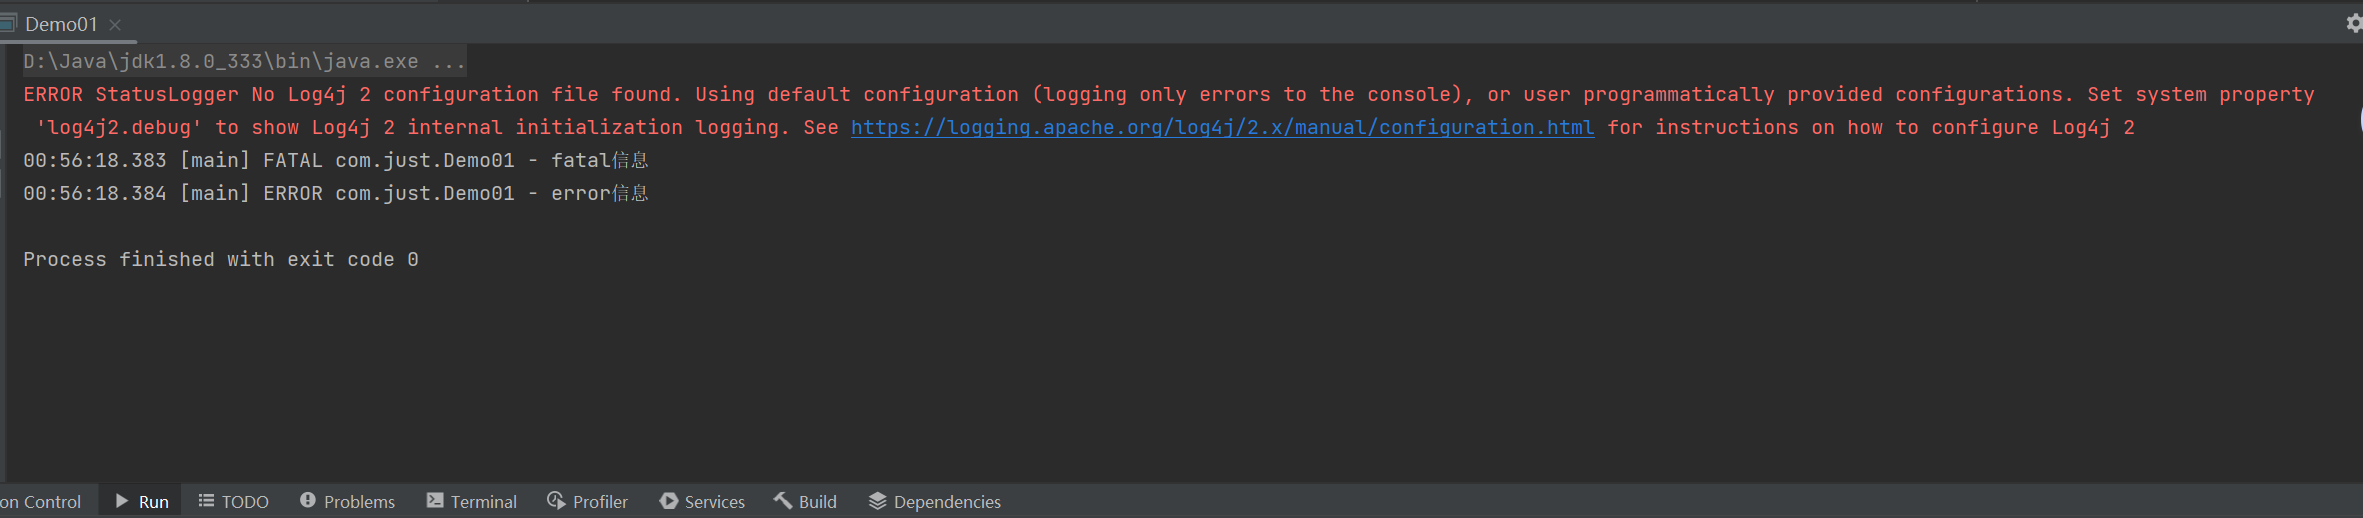 Demo01
D:\Java\jdk1.8.0_333\bin\java.exe ...
ERROR StatusLogger No Log4j 2 configuration file found. Using default configuration (logging only errors to the console), or user programmatically provided configurations. Set system property
'log4j2.debug' to show Log4j 2 internal initialization logging. See https://logging.apache.org/log4j/2.x/manual/configuration.html for instructions on how to configure Log4j 2
00:56:18.383 [main] FATAL com.just.Demo01 - fatal信息
00:56:18.384 [main] ERROR com.just.Demo01 - error信息
Process finished with exit code 0
on Control Run TODO Problems Terminal Profiler Services Build Dependencies